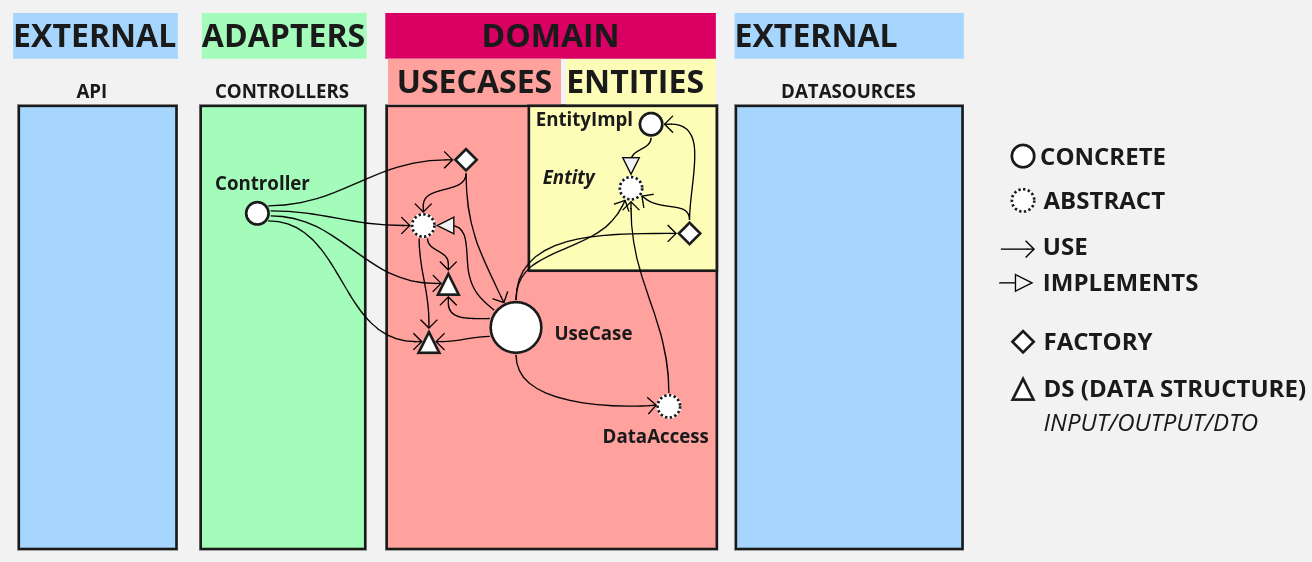 EXTERNAL
ADAPTERS
DOMAIN
EXTERNAL
USECASES
ENTITIES
API
CONTROLLERS
DATASOURCES
EntityImpl
Entity
Controller
UseCase
DataAccess
CONCRETE
ABSTRACT
USE
IMPLEMENTS
FACTORY
DS (DATA STRUCTURE)
INPUT/OUTPUT/DTO